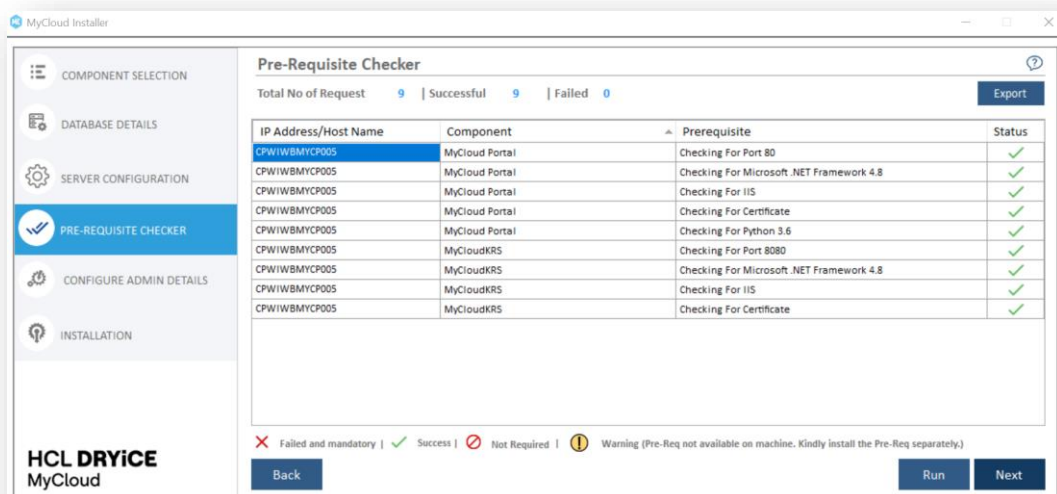 MyCloud Installer
COMPONENT SELECTION
DATABASE DETAILS
SERVER CONFIGURATION
PRE-REQUISITE CHECKER
CONFIGURE ADMIN DETAILS
INSTALLATION
HCL DRYiCE
MyCloud
Pre-Requisite Checker
Total No of Request 9 | Successful 9 | Failed 0
Export
IP Address/Host Name Component Prerequisite Status
CPWIWBMYCP005 MyCloud Portal Checking For Port 80
CPWIWBMYCP005 MyCloud Portal Checking For Microsoft .NET Framework 4.8
CPWIWBMYCP005 MyCloud Portal Checking For IIS
CPWIWBMYCP005 MyCloud Portal Checking For Certificate
CPWIWBMYCP005 MyCloud Portal Checking For Python 3.6
CPWIWBMYCP005 MyCloudKRS Checking For Port 8080
CPWIWBMYCP005 MyCloudKRS Checking For Microsoft .NET Framework 4.8
CPWIWBMYCP005 MyCloudKRS Checking For IIS
CPWIWBMYCP005 MyCloudKRS Checking For Certificate
Failed and mandatory | Success | Not Required | Warning (Pre-Req not available on machine. Kindly install the Pre-Req separately.)
Back Run Next